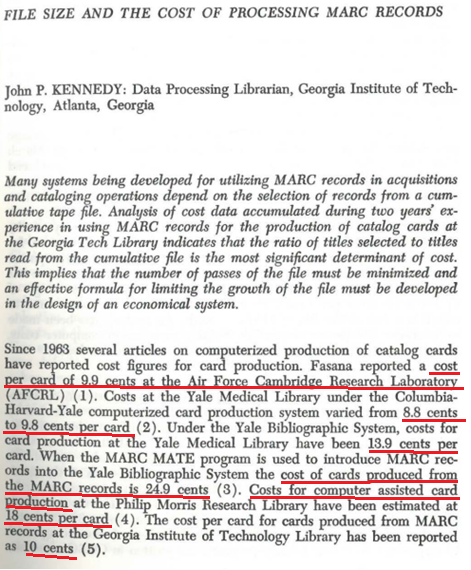 FILE SIZE AND THE COST OF PROCESSING MARC RECORDS
John P. KENNEDY: Data Processing Librarian, Georgia Institute of Tech-
nology, Atlanta, Georgia
Many systems being developed for utilizing MARC records in acquisitions
and cataloging operations depend on the selection of records from a cum-
ulative tape file. Analysis of cost data accumulated during two years' ex-
perience in using MARC records for the production of catalog cards at
the Georgia Tech Library indicates that the ratio of titles selected to titles
read from the cumulative file is the most significant determinant of cost.
This implies that the number of passes of the file must be minimized and
an effective formula for limiting the growth of the file must be developed
in the design of an economical system.
Since 1963 several articles on computerized production of catalog cards
have reported cost figures for card production. Fasana reported a cost
per card of 9.9 cents at the Air Force Cambridge Research Laboratory
(AFCRL) (1). Costs at the Yale Medical Library under the Columbia-
Harvard-Yale computerized card production system varied from 8.8 cents
to 9.8 cents per card (2). Under the Yale Bibliographic System, costs for
card production at the Yale Medical Library have been 13.9 cents per
card. When the MARC MATE program is used to introduce MARC rec-
ords into the Yale Bibliographic System the cost of cards produced from
the MARC records is 24.9 cents (3). Costs for computer assisted card
production at the Philip Morris Research Library have been estimated at
18 cents per card (4). The cost per card for cards produced from MARC
records at the Georgia Institute of Technology Library has been reported
as 10 cents (5).